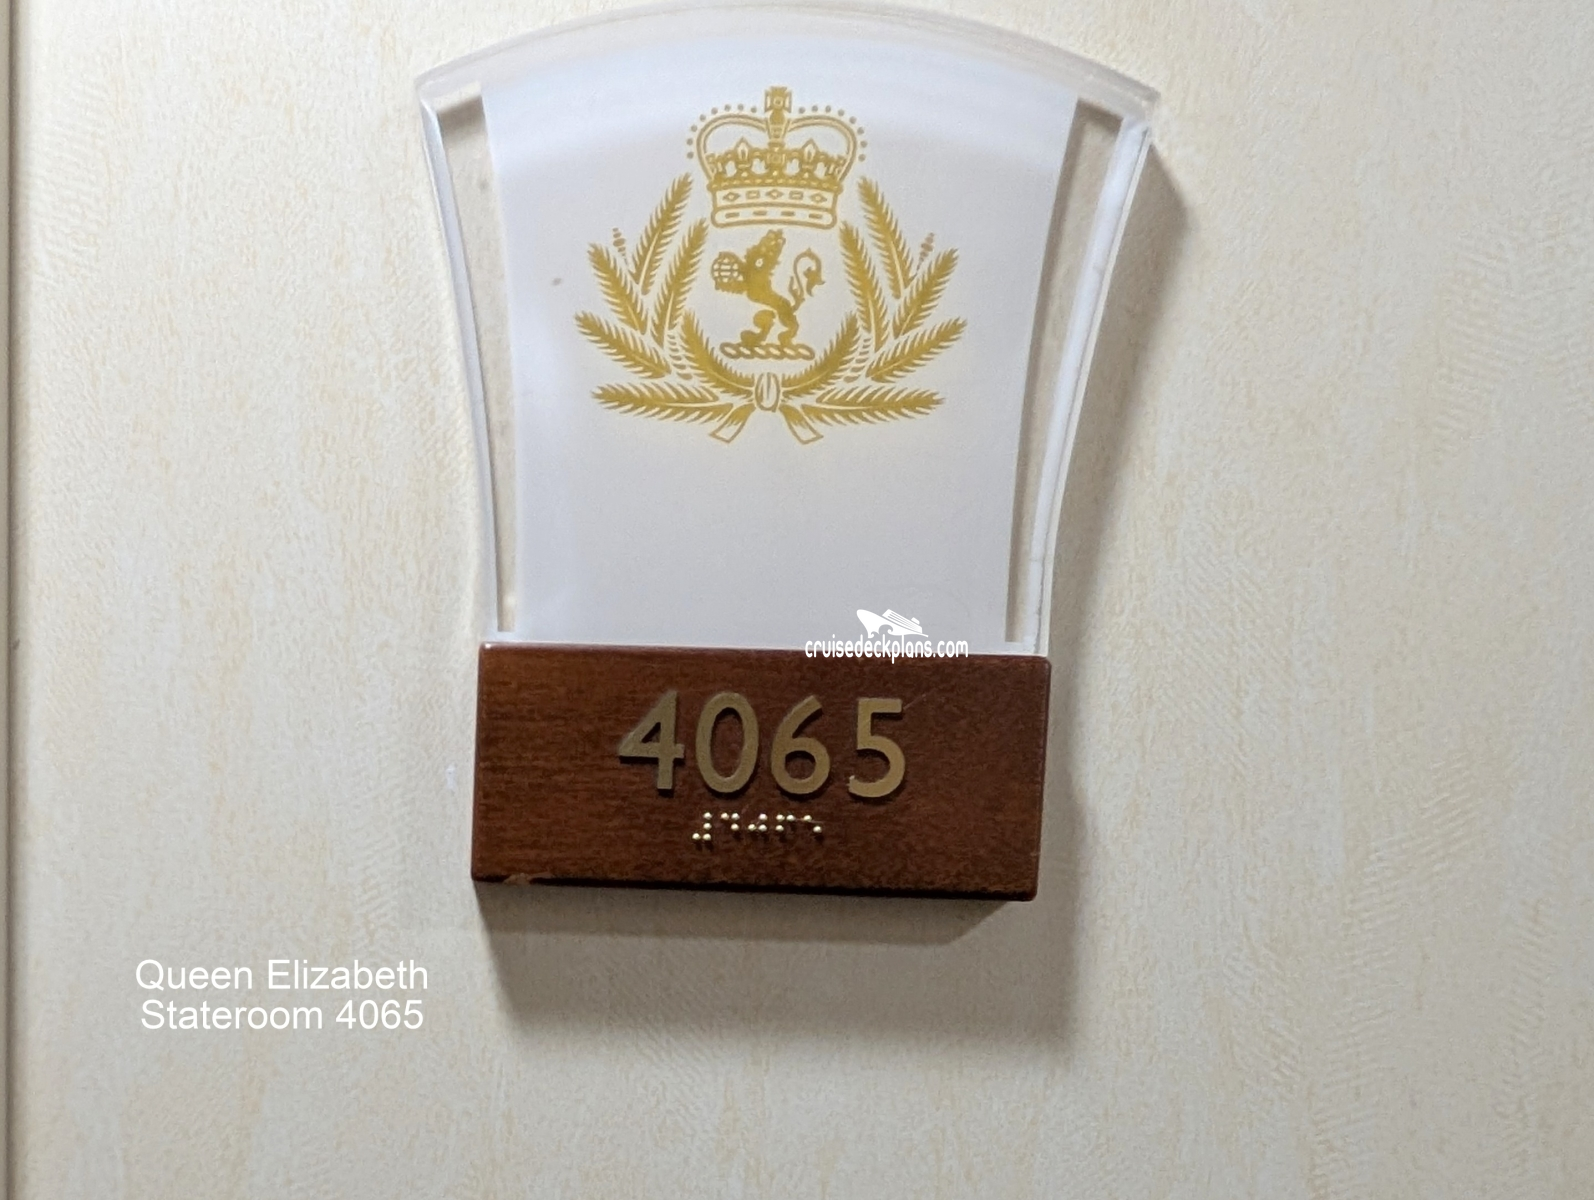 cruisedeckplans.com
4065
⠼⠙⠚⠋⠑
Queen Elizabeth
Stateroom 4065